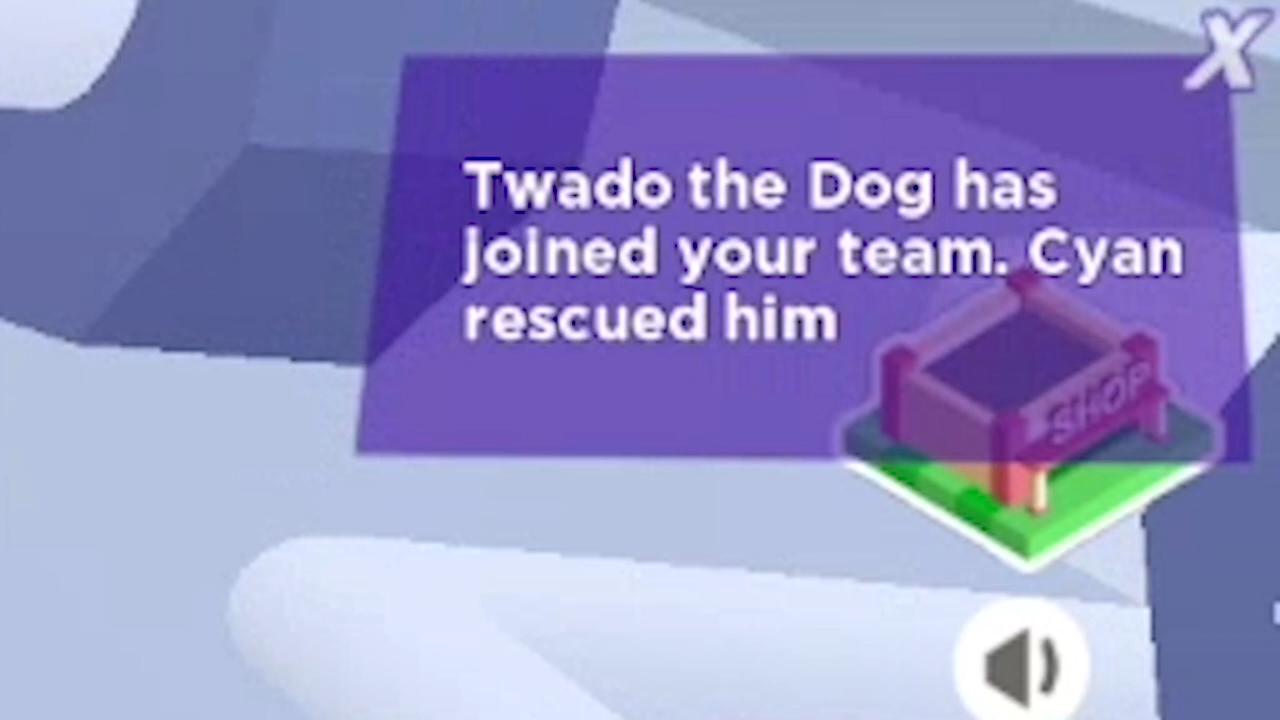 X
Twado the Dog has
joined your team. Cyan
rescued him
SHOP